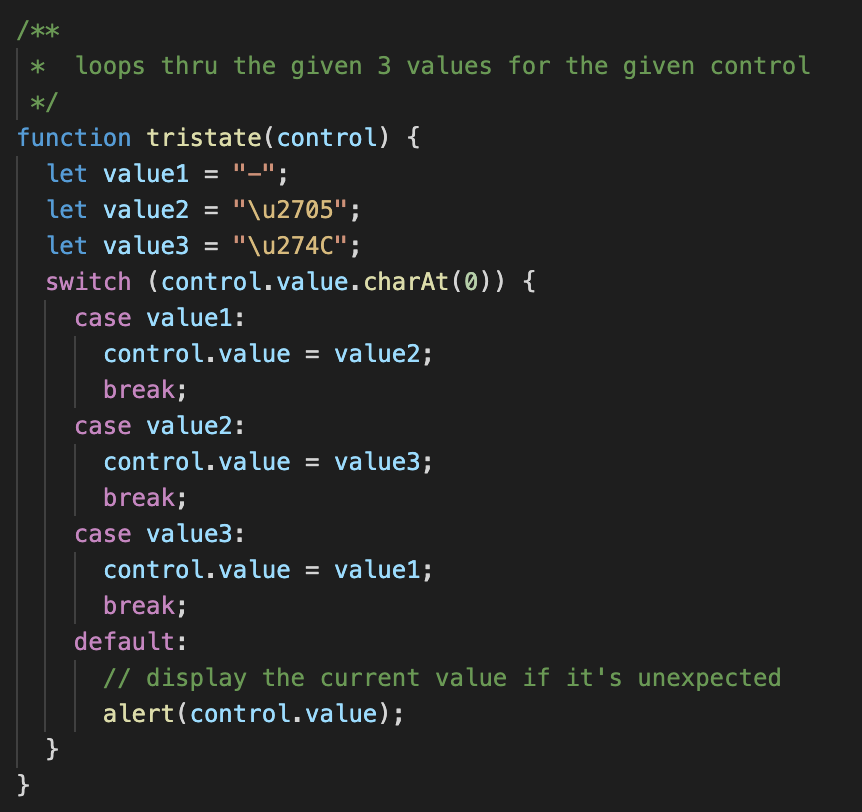 /**
 *  loops thru the given 3 values for the given control
 */
function tristate(control) {
  let value1 = "—";
  let value2 = "\u2705";
  let value3 = "\u274C";
  switch (control.value.charAt(0)) {
    case value1:
      control.value = value2;
      break;
    case value2:
      control.value = value3;
      break;
    case value3:
      control.value = value1;
      break;
    default:
      // display the current value if it's unexpected
      alert(control.value);
  }
}